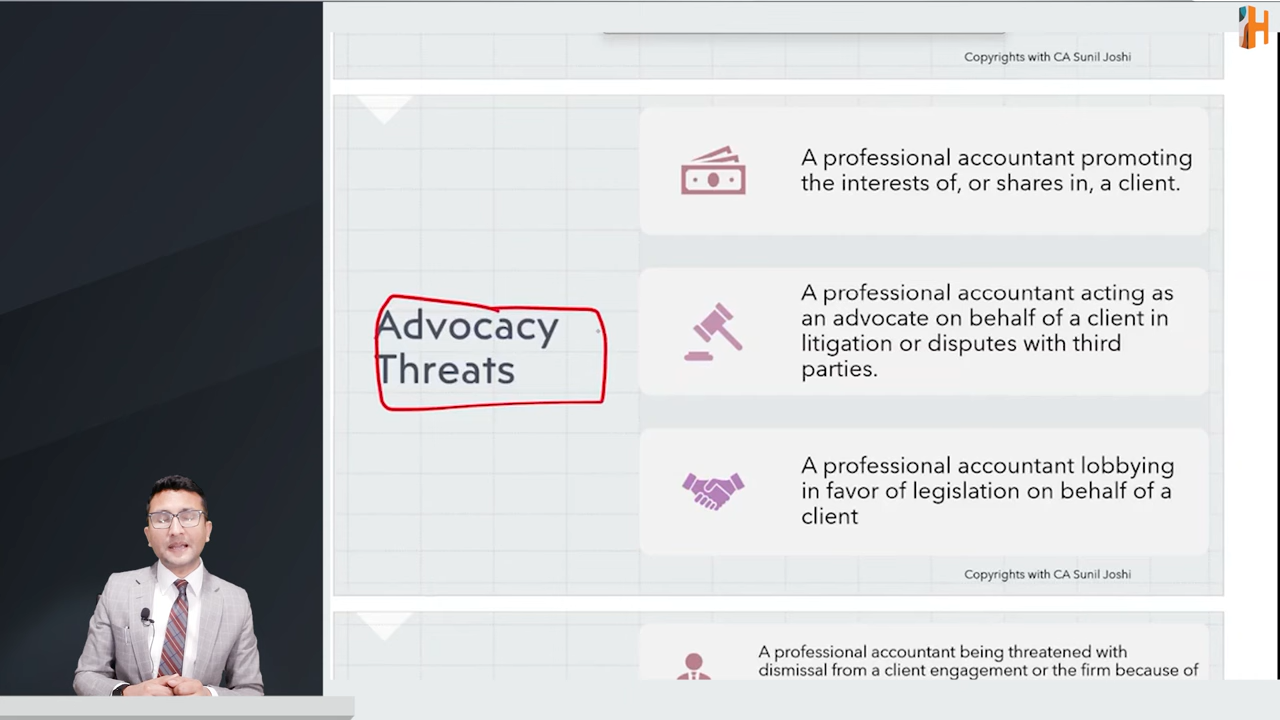 Copyrights with CA Sunil Joshi
Advocacy
Threats
A professional accountant promoting
the interests of, or shares in, a client.
A professional accountant acting as
an advocate on behalf of a client in
litigation or disputes with third
parties.
A professional accountant lobbying
in favor of legislation on behalf of a
client
Copyrights with CA Sunil Joshi
A professional accountant being threatened with
dismissal from a client engagement or the firm because of
H